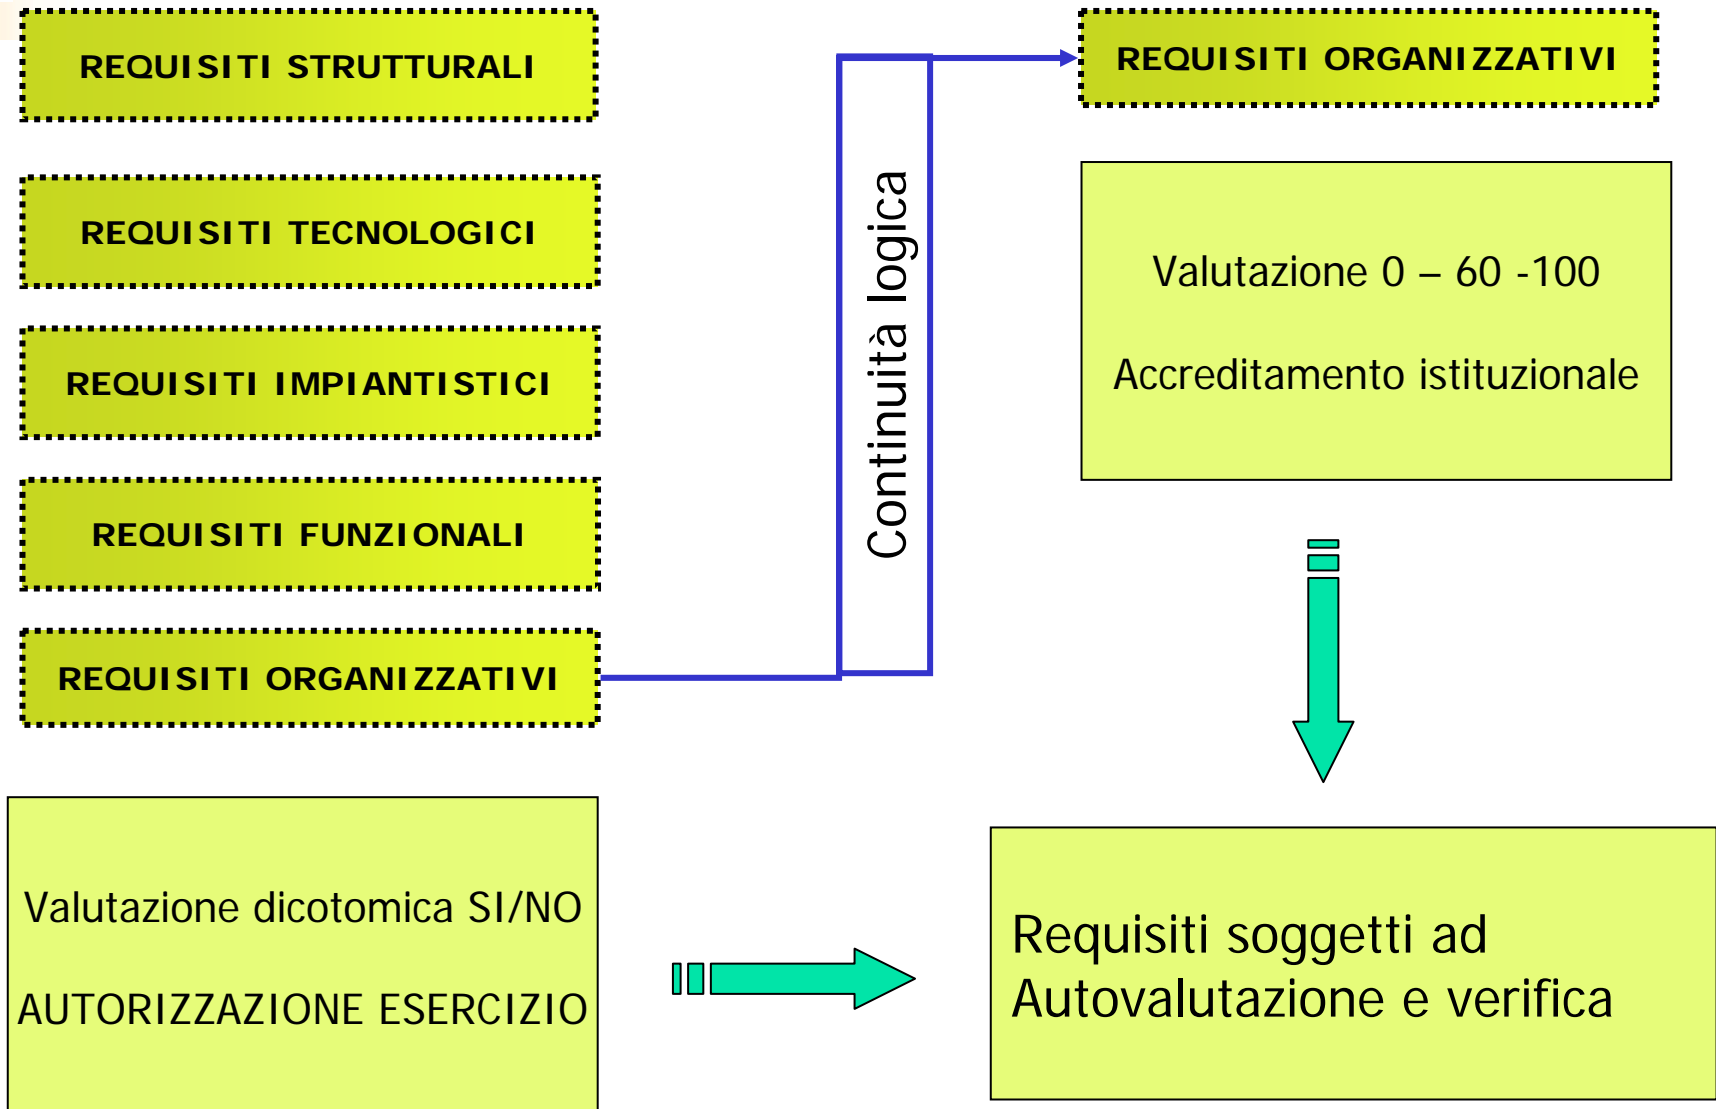 REQUISITI STRUTTURALI
REQUISITI TECNOLOGICI
REQUISITI IMPIANTISTICI
REQUISITI FUNZIONALI
REQUISITI ORGANIZZATIVI
Valutazione dicotomica SI/NO
AUTORIZZAZIONE ESERCIZIO
Continuità logica
REQUISITI ORGANIZZATIVI
Valutazione 0 – 60 -100
Accreditamento istituzionale
Requisiti soggetti ad
Autovalutazione e verifica